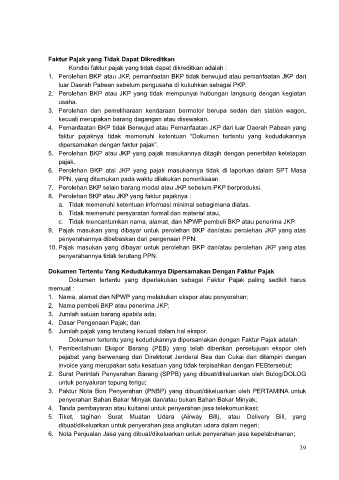 Faktur Pajak yang Tidak Dapat Dikreditkan
Kondisi faktur pajak yang tidak dapat dikreditkan adalah :
1. Perolehan BKP atau JKP, pemanfaatan BKP tidak berwujud atau pemanfaatan JKP dari
luar Daerah Pabean sebelum pengusaha di kukuhkan sebagai PKP.
2. Perolehan BKP atau JKP yang tidak mempunyai hubungan langsung dengan kegiatan
usaha.
3. Perolehan dan pemeliharaan kendaraan bermotor berupa sedan dan station wagon,
kecuali merupakan barang dagangan atau disewakan.
4. Pemanfaatan BKP tidak Berwujud atau Pemanfaatan JKP dari luar Daerah Pabean yang
faktur pajaknya tidak memenuhi ketentuan "Dokumen tertentu yang kedudukannya
dipersamakan dengan faktur pajak".
5. Perolehan BKP atau JKP yang pajak masukannya ditagih dengan penerbitan ketetapan
pajak.
6. Perolehan BKP atai JKP yang pajak masukannya tidak di laporkan dalam SPT Masa
PPN, yang ditemukan pada waktu dilakukan pemeriksaan.
7. Perolehan BKP selain barang modal atau JKP sebelum PKP berproduksi.
8. Perolehan BKP atau JKP yang faktur pajaknya :
a. Tidak memenuhi ketentuan informasi minimal sebagimana diatas.
b. Tidak memenuhi persyaratan formal dan material atau,
c. Tidak mencantumkan nama, alamat, dan NPWP pembeli BKP atau penerima JKP.
9. Pajak masukan yang dibayar untuk perolehan BKP dan/atau perolehan JKP yang atas
penyerahannya dibebaskan dari pengenaan PPN.
10. Pajak masukan yang dibayar untuk perolehan BKP dan/atau perolehan JKP yang atas
penyerahannya tidak terutang PPN.
Dokumen Tertentu Yang Kedudukannya Dipersamakan Dengan Faktur Pajak
Dokumen tertentu yang diperlakukan sebagai Faktur Pajak paling sedikit harus
memuat :
1. Nama, alamat dan NPWP yang melakukan ekspor atau penyerahan;
2. Nama pembeli BKP atau penerima JKP;
3. Jumlah satuan barang apabila ada;
4. Dasar Pengenaan Pajak; dan
5. Jumlah pajak yang terutang kecuali dalam hal ekspor.
Dokumen tertentu yang kedudukannya dipersamakan dengan Faktur Pajak adalah:
1. Pemberitahuan Ekspor Barang (PEB) yang telah diberikan persetujuan ekspor oleh
pejabat yang berwenang dari Direktorat Jenderal Bea dan Cukai dan dilampiri dengan
invoice yang merupakan satu kesatuan yang tidak terpisahkan dengan PEBtersebut;
2. Surat Perintah Penyerahan Barang (SPPB) yang dibuat/dikeluarkan oleh Bulog/DOLOG
untuk penyaluran tepung terigu;
3. Paktur Nota Bon Penyerahan (PNBP) yang dibuat/dikeluarkan oleh PERTAMINA untuk
penyerahan Bahan Bakar Minyak dan/atau bukan Bahan Bakar Minyak;
4. Tanda pembayaran atau kuitansi untuk penyerahan jasa telekomunikasi;
5. Tiket, tagihan Surat Muatan Udara (Airway Bill), atau Delivery Bill, yang
dibuat/dikeluarkan untuk penyerahan jasa angkutan udara dalam negeri;
6. Nota Penjualan Jasa yang dibuat/dikeluarkan untuk penyerahan jasa kepelabuhanan;
39